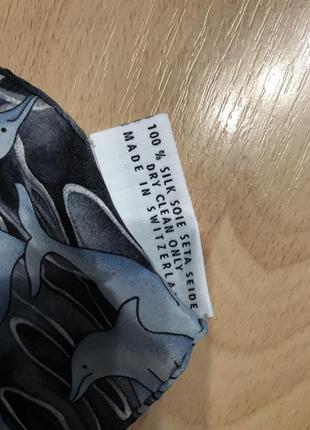 100 % SILK SOIE SETA SEIDE
DRY CLEAN ONLY
MADE IN SWITZERLA